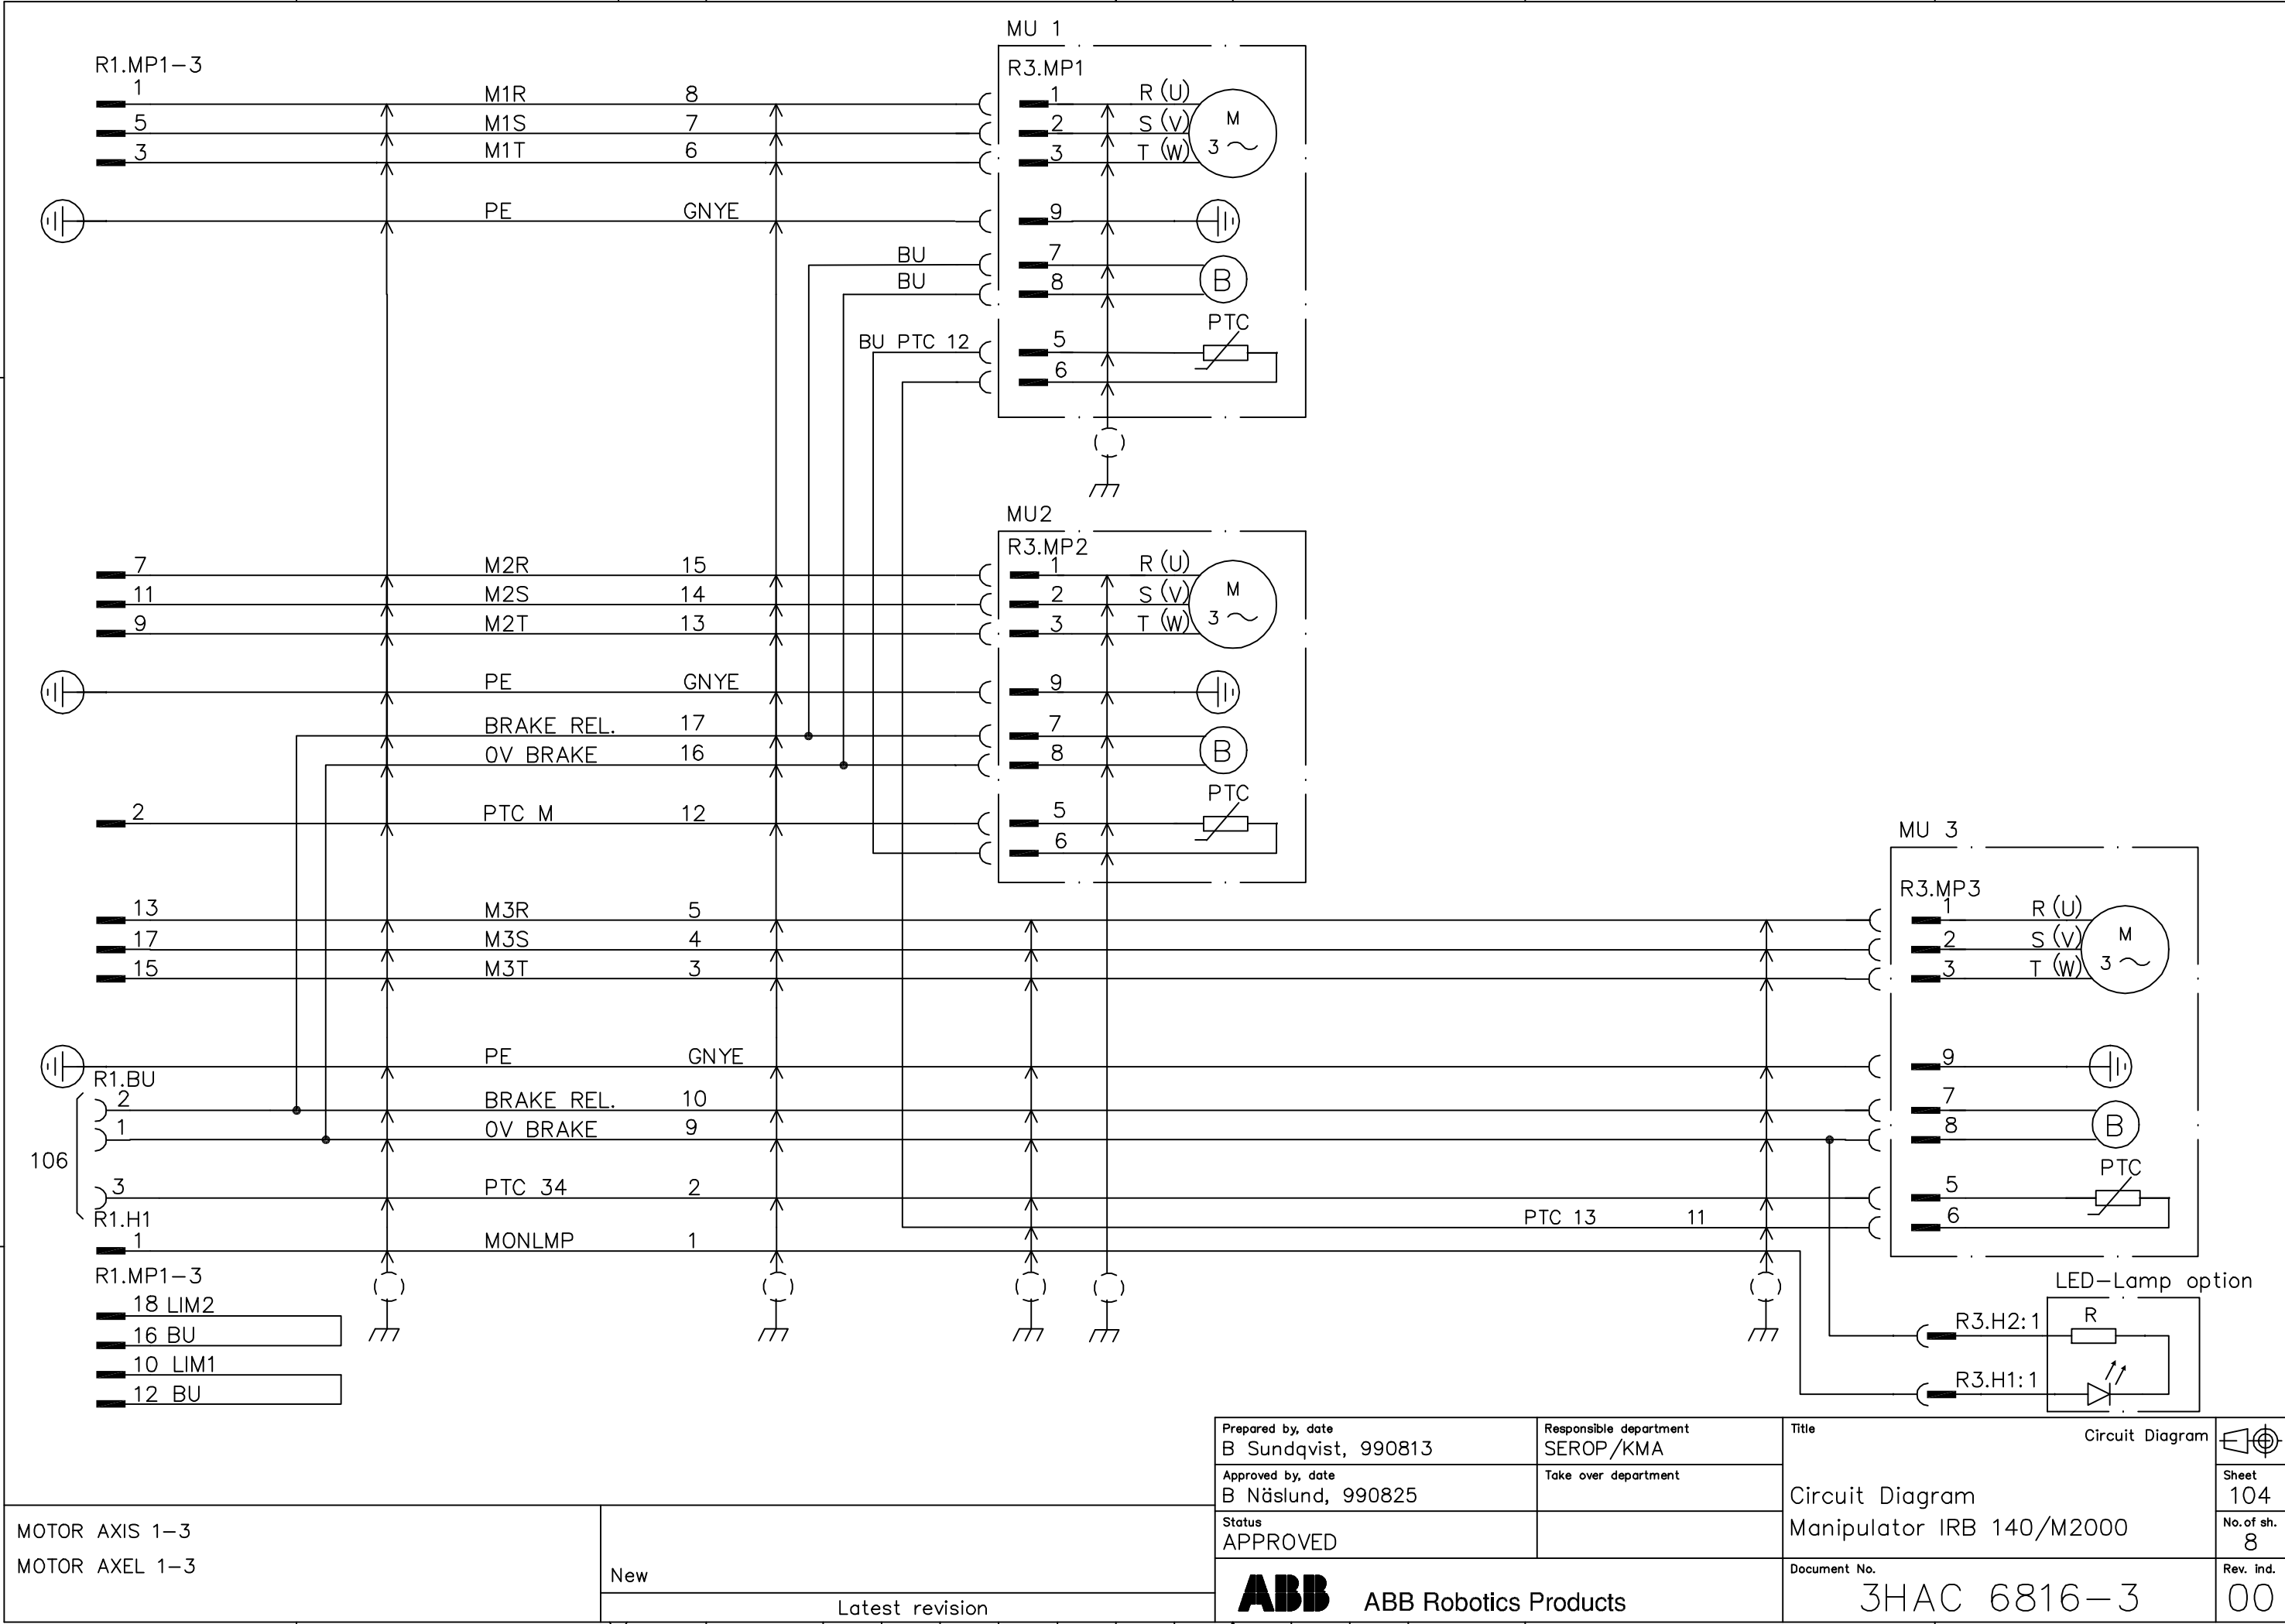 MU 1
R1.MP1-3
R3.MP1
1 M1R 8 1 R (U)
5 M1S 7 2 S (V)
3 M1T 6 3 T (W)
M
3
PE GNYE 9
BU 7
BU 8
B
PTC
BU PTC 12 5
6
MU2
R3.MP2
7 M2R 15 1 R (U)
11 M2S 14 2 S (V)
9 M2T 13 3 T (W)
M
3
PE GNYE 9
BRAKE REL. 17 7
0V BRAKE 16 8
B
PTC
2 PTC M 12 5
6
MU 3
R3.MP3
13 M3R 5 1 R (U)
17 M3S 4 2 S (V)
15 M3T 3 3 T (W)
M
3
PE GNYE 9
R1.BU
2 BRAKE REL. 10 7
1 0V BRAKE 9 8
B
106
PTC
3 PTC 34 2 5
PTC 13 11 6
R1.H1
1 MONLMP 1
R1.MP1-3
LED-Lamp option
18 LIM2
16 BU
10 LIM1
12 BU
R3.H2:1 R
R3.H1:1
Prepared by, date
B Sundqvist, 990813
Responsible department
SEROP/KMA
Title
Circuit Diagram
Approved by, date
B Näslund, 990825
Take over department
Circuit Diagram
Manipulator IRB 140/M2000
Sheet
104
Status
APPROVED
No. of sh.
8
MOTOR AXIS 1-3
MOTOR AXEL 1-3
New
Latest revision
ABB ABB Robotics Products
Document No.
3HAC 6816-3
Rev. ind.
00